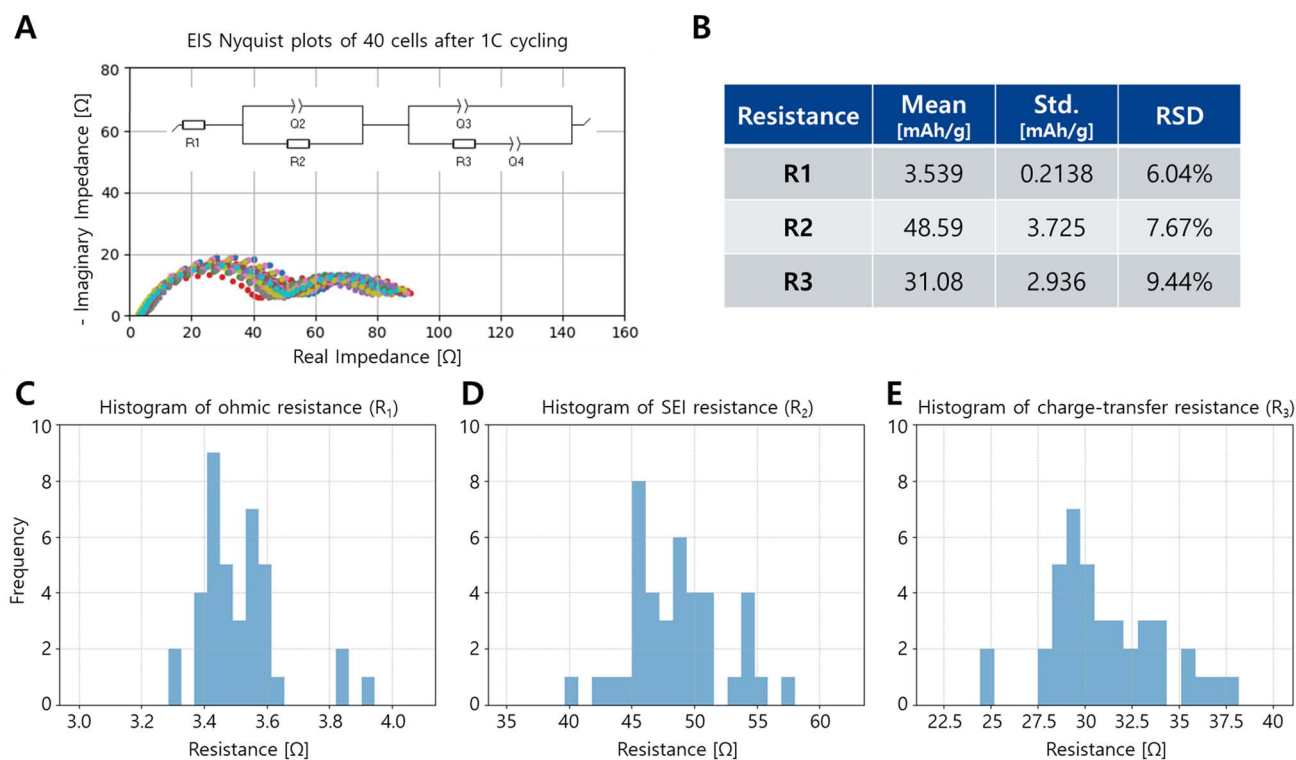 A
EIS Nyquist plots of 40 cells after 1C cycling
80
60
40
20
0
- Imaginary Impedance [Ω]
Q2
R1
R2
Q3
R3
Q4
0 20 40 60 80 100 120 140 160
Real Impedance [Ω]
B
Resistance Mean [mAh/g] Std. [mAh/g] RSD
R1 3.539 0.2138 6.04%
R2 48.59 3.725 7.67%
R3 31.08 2.936 9.44%
C
Histogram of ohmic resistance (R₁)
10
8
6
4
2
0
Frequency
3.0 3.2 3.4 3.6 3.8 4.0
Resistance [Ω]
D
Histogram of SEI resistance (R₂)
10
8
6
4
2
0
35 40 45 50 55 60
Resistance [Ω]
E
Histogram of charge-transfer resistance (R₃)
10
8
6
4
2
0
22.5 25 27.5 30 32.5 35 37.5 40
Resistance [Ω]